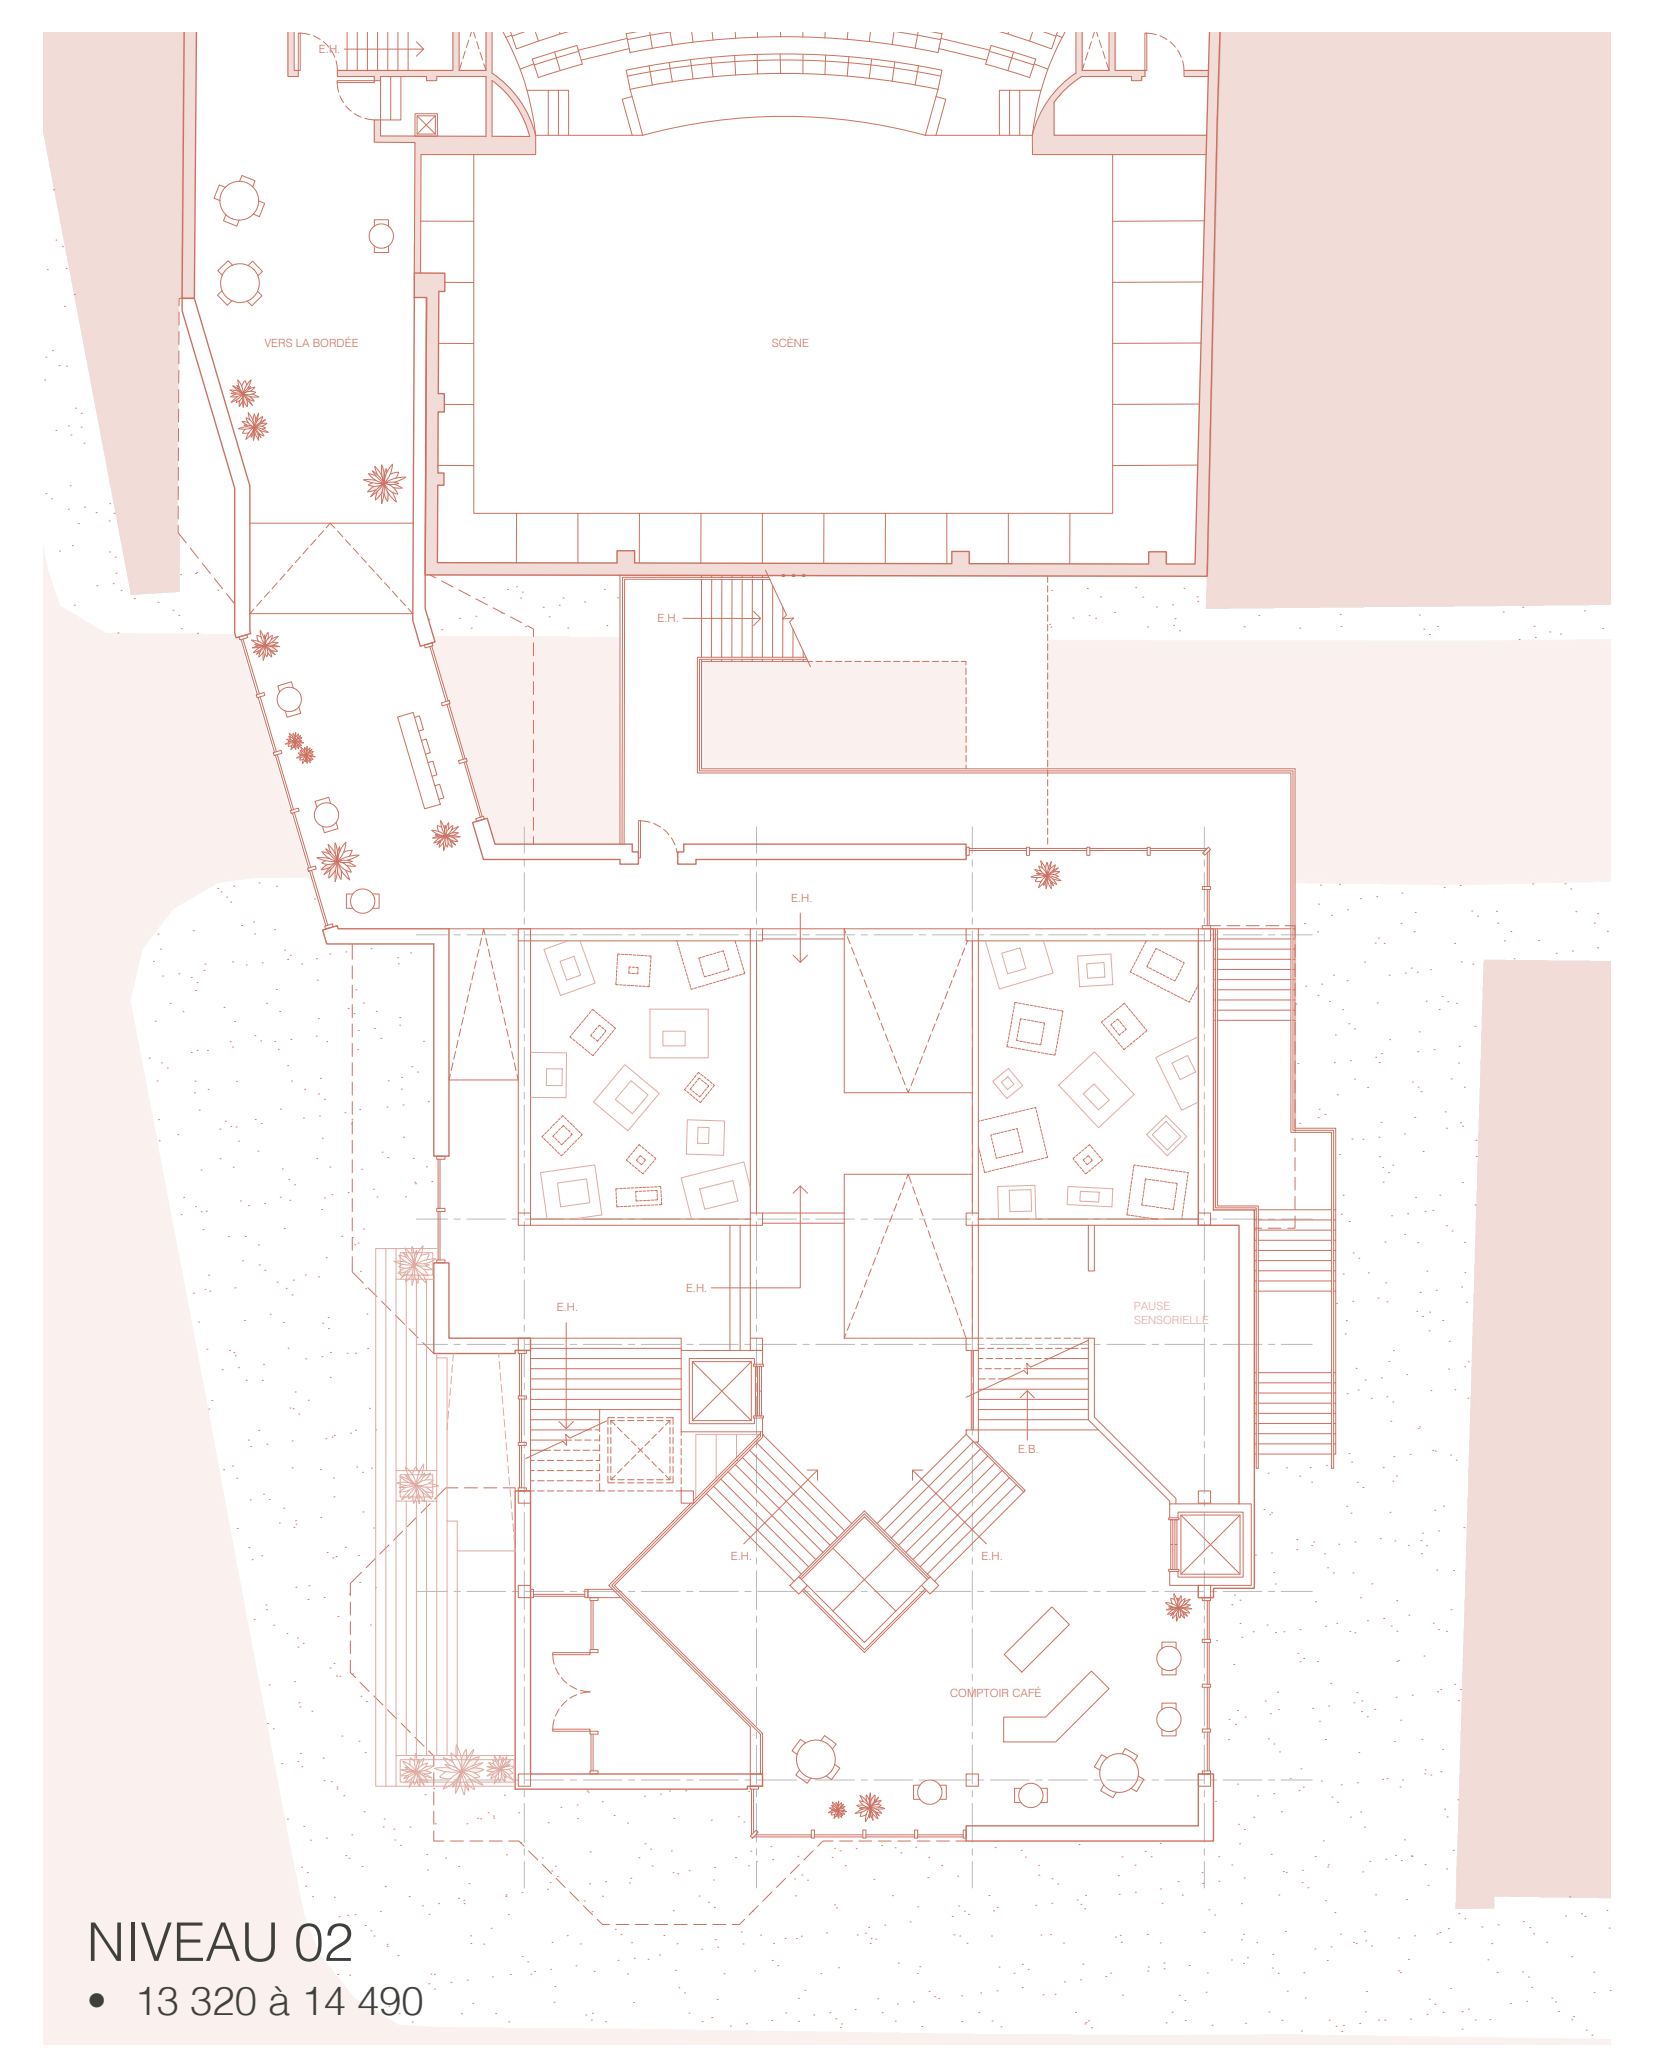 E.H.
VERS LA BORDÉE
SCÈNE
E.H.
E.H.
E.H.
E.H.
PAUSE
SENSORIELLE
E.B.
E.H.
E.H.
COMPTOIR CAFÉ
NIVEAU 02
• 13 320 à 14 490